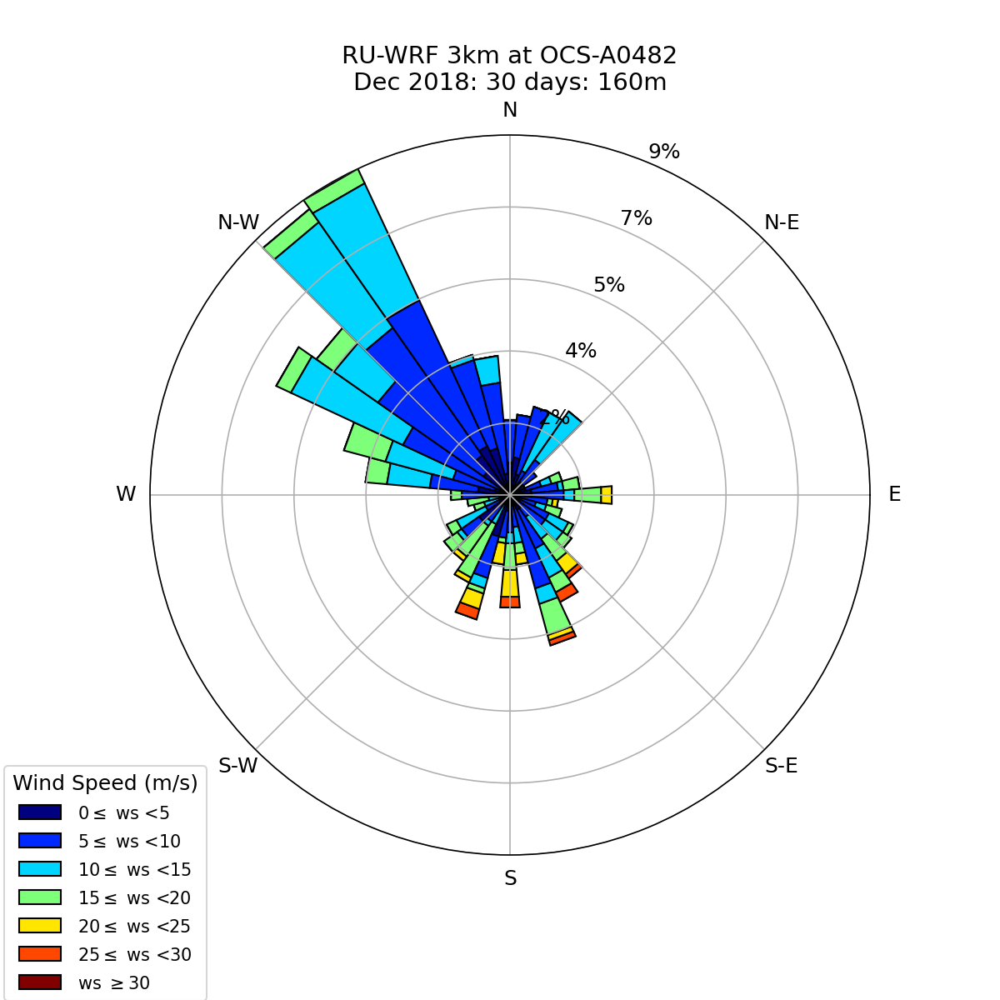 RU-WRF 3km at OCS-A0482
Dec 2018: 30 days: 160m
N
9%
N-W
7%
N-E
5%
4%
2%
W
E
S-W
S-E
S
Wind Speed (m/s)
0≤ ws <5
5≤ ws <10
10≤ ws <15
15≤ ws <20
20≤ ws <25
25≤ ws <30
ws ≥30